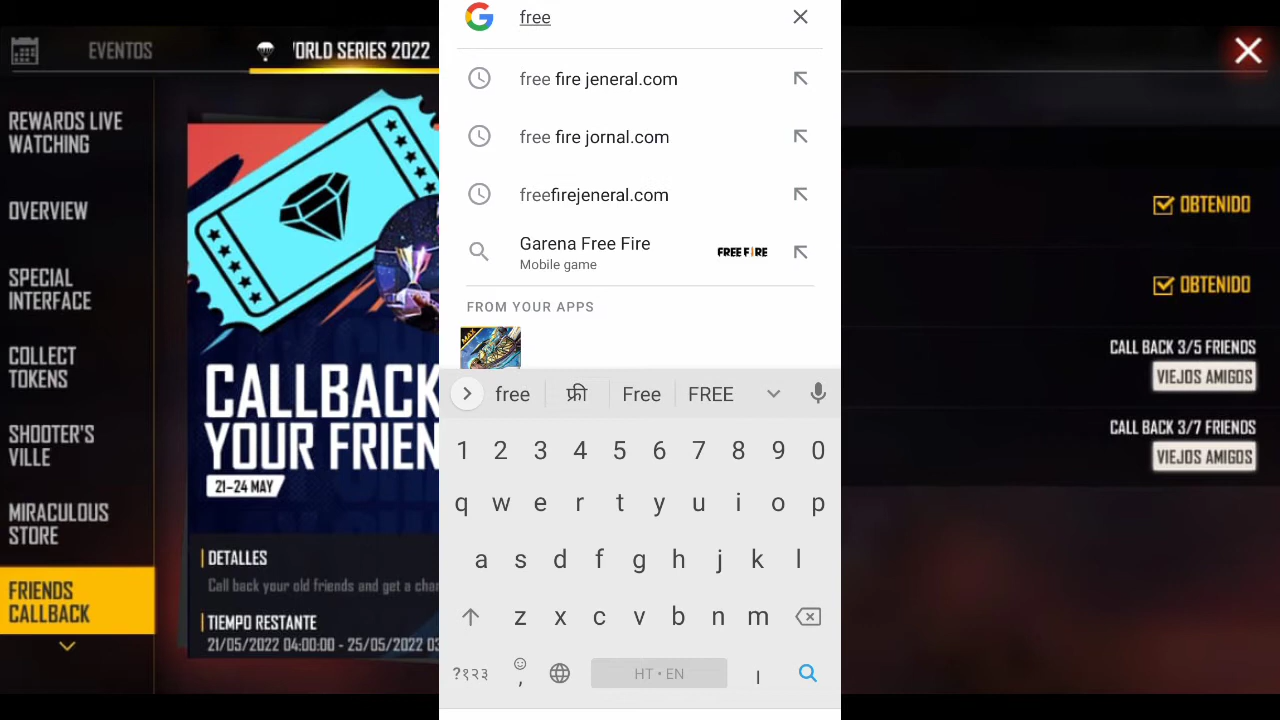 EVENTOS
ORLD SERIES 2022
REWARDS LIVE
WATCHING
OVERVIEW
SPECIAL
INTERFACE
COLLECT
TOKENS
SHOOTER'S
VILLE
MIRACULOUS
STORE
FRIENDS
CALLBACK
CALLBACK
YOUR FRIEN
21-24 MAY
DETALLES
Call back your old friends and get a cha
TIEMPO RESTANTE
21/05/2022 04:00:00 - 25/05/2022 03
free
free fire jeneral.com
free fire jornal.com
freefirejeneral.com
Garena Free Fire
Mobile game
FREE FIRE
FROM YOUR APPS
MAX
free फ्री Free FREE
1 2 3 4 5 6 7 8 9 0
q w e r t y u i o p
a s d f g h j k l
z x c v b n m
?१२३ , HT • EN ।
OBTENIDO
OBTENIDO
CALL BACK 3/5 FRIENDS
VIEJOS AMIGOS
CALL BACK 3/7 FRIENDS
VIEJOS AMIGOS